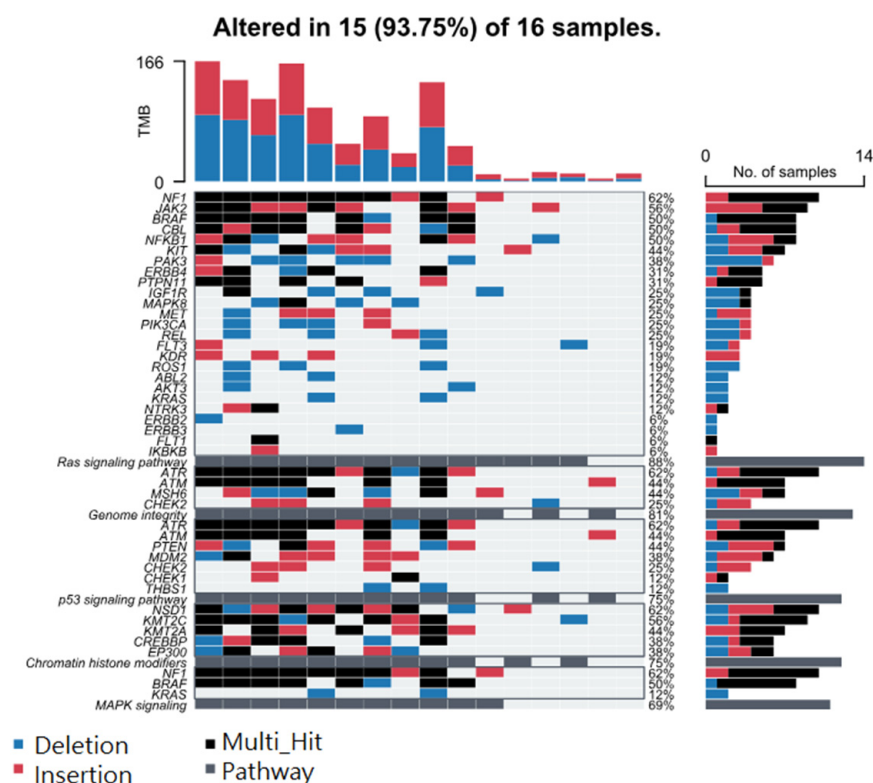 Altered in 15 (93.75%) of 16 samples.
166
TMB
0
0 14
No. of samples
NF1 62%
JAK2 56%
BRAF 50%
CBL 50%
NFKB1 50%
KIT 44%
PAK3 38%
ERBB4 31%
PTPN11 31%
IGF1R 25%
MAPK8 25%
MET 25%
PIK3CA 25%
REL 25%
FLT3 19%
KDR 19%
ROS1 19%
ABL2 12%
AKT3 12%
KRAS 12%
NTRK3 12%
ERBB2 6%
ERBB3 6%
FLT1 6%
IKBKB 6%
Ras signaling pathway 88%
ATR 62%
ATM 44%
MSH6 44%
CHEK2 25%
Genome integrity 81%
ATR 62%
ATM 44%
PTEN 44%
MDM2 38%
CHEK2 25%
CHEK1 12%
THBS1 12%
p53 signaling pathway 75%
NSD1 62%
KMT2C 56%
KMT2A 44%
CREBBP 38%
EP300 38%
Chromatin histone modifiers 75%
NF1 62%
BRAF 50%
KRAS 12%
MAPK signaling 69%
Deletion Multi_Hit
Insertion Pathway